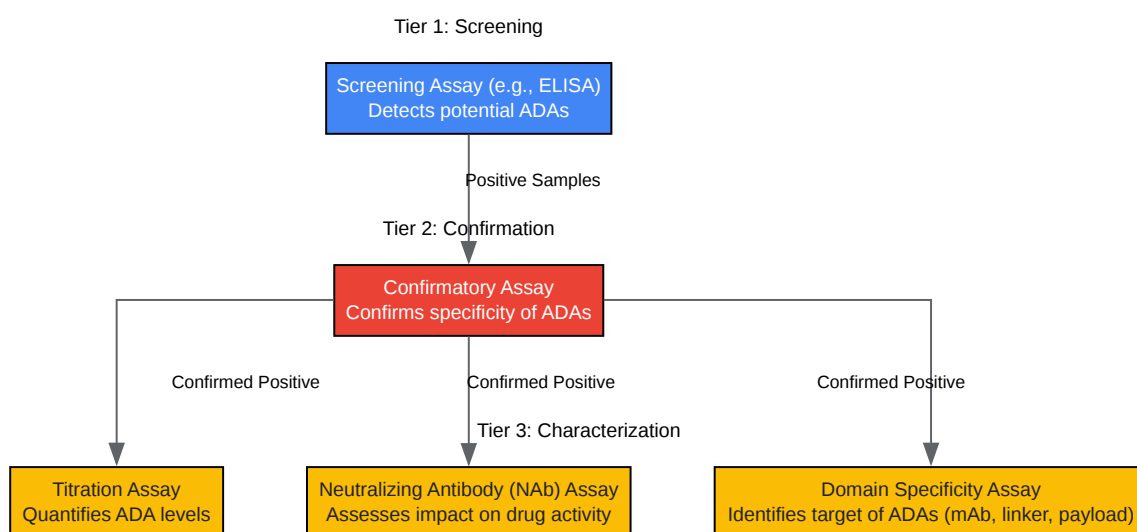 Tier 1: Screening
Screening Assay (e.g., ELISA)
Detects potential ADAs
Positive Samples
Tier 2: Confirmation
Confirmatory Assay
Confirms specificity of ADAs
Confirmed Positive
Confirmed Positive
Confirmed Positive
Tier 3: Characterization
Titration Assay
Quantifies ADA levels
Neutralizing Antibody (NAb) Assay
Assesses impact on drug activity
Domain Specificity Assay
Identifies target of ADAs (mAb, linker, payload)